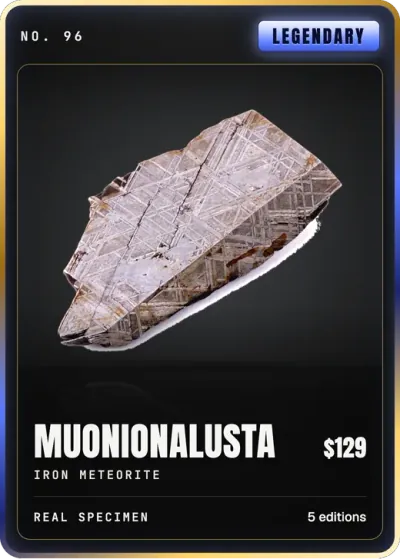 NO. 96
LEGENDARY
MUONIONALUSTA
$129
IRON METEORITE
REAL SPECIMEN
5 editions